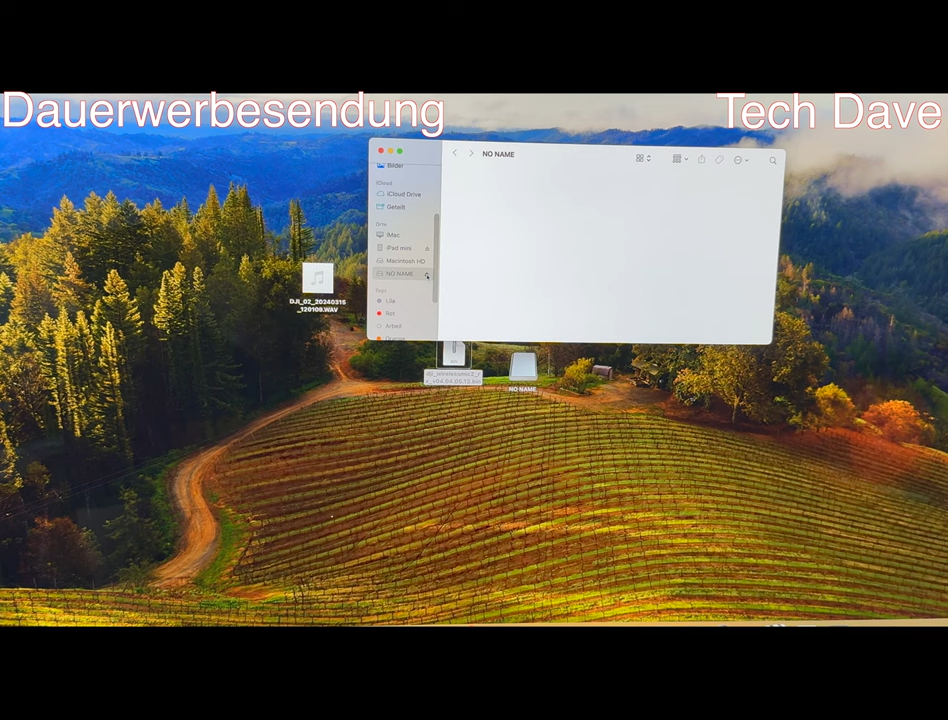 Dauerwerbesendung
Tech Dave
NO NAME
Bilder
iCloud
iCloud Drive
Geteilt
Orte
iMac
iPad mini
Macintosh HD
NO NAME
Tags
Lila
Rot
Arbeit
Orange
DJI_02_20240315
_120109.WAV
NO NAME